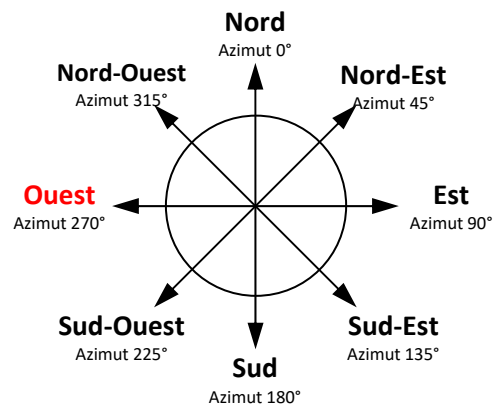 Nord
Azimut 0°
Nord-Ouest
Azimut 315°
Nord-Est
Azimut 45°
Ouest
Azimut 270°
Est
Azimut 90°
Sud-Ouest
Azimut 225°
Sud-Est
Azimut 135°
Sud
Azimut 180°